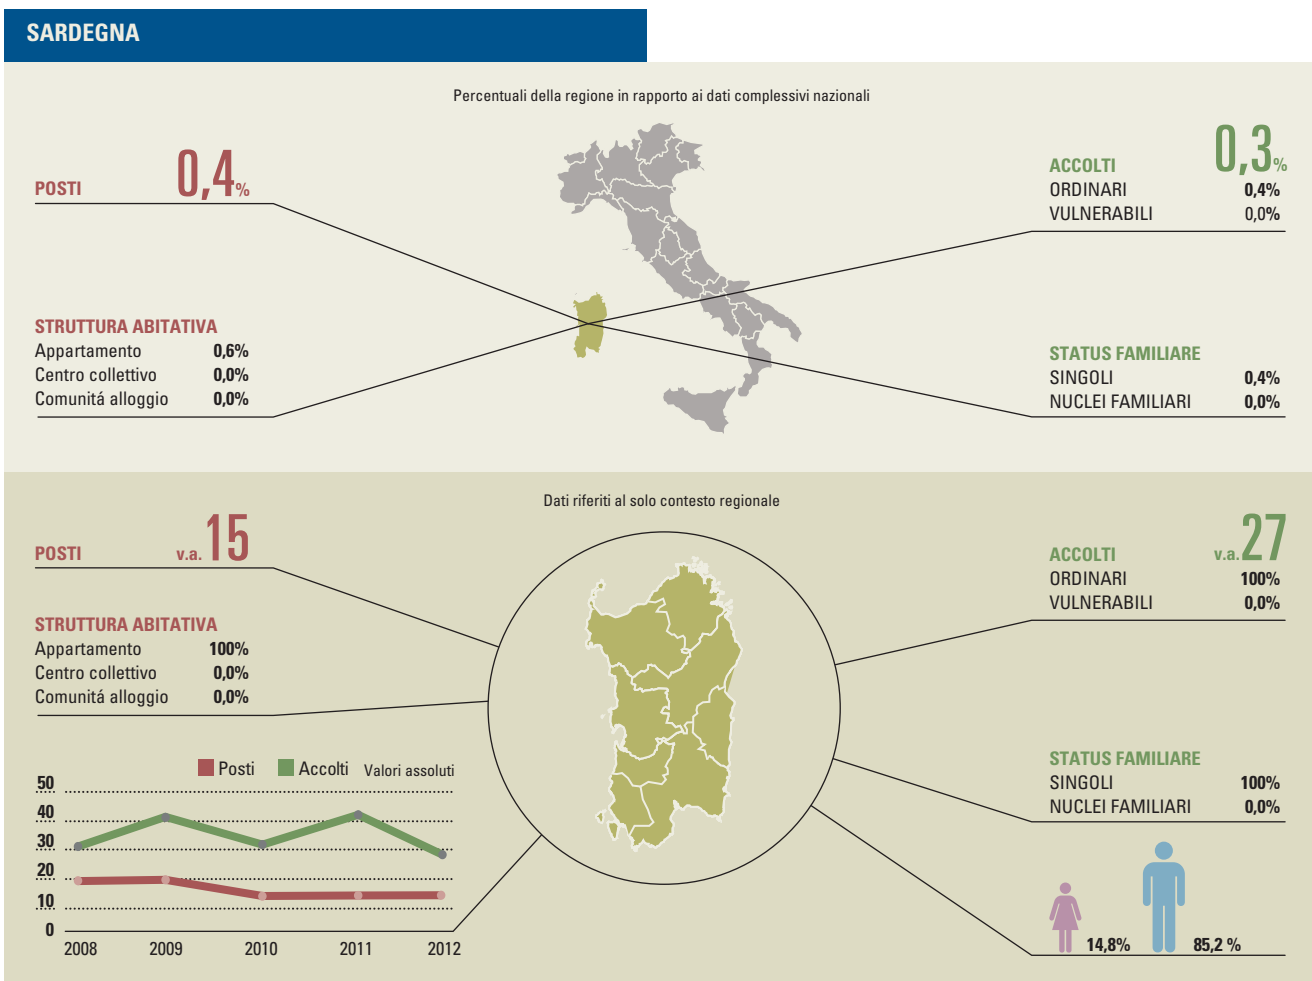 SARDEGNA
Percentuali della regione in rapporto ai dati complessivi nazionali
POSTI 0,4%
STRUTTURA ABITATIVA
Appartamento 0,6%
Centro collettivo 0,0%
Comunitá alloggio 0,0%
ACCOLTI 0,3%
ORDINARI 0,4%
VULNERABILI 0,0%
STATUS FAMILIARE
SINGOLI 0,4%
NUCLEI FAMILIARI 0,0%
Dati riferiti al solo contesto regionale
POSTI v.a. 15
STRUTTURA ABITATIVA
Appartamento 100%
Centro collettivo 0,0%
Comunitá alloggio 0,0%
Posti Accolti Valori assoluti
50
40
30
20
10
0
2008 2009 2010 2011 2012
ACCOLTI v.a. 27
ORDINARI 100%
VULNERABILI 0,0%
STATUS FAMILIARE
SINGOLI 100%
NUCLEI FAMILIARI 0,0%
14,8% 85,2 %